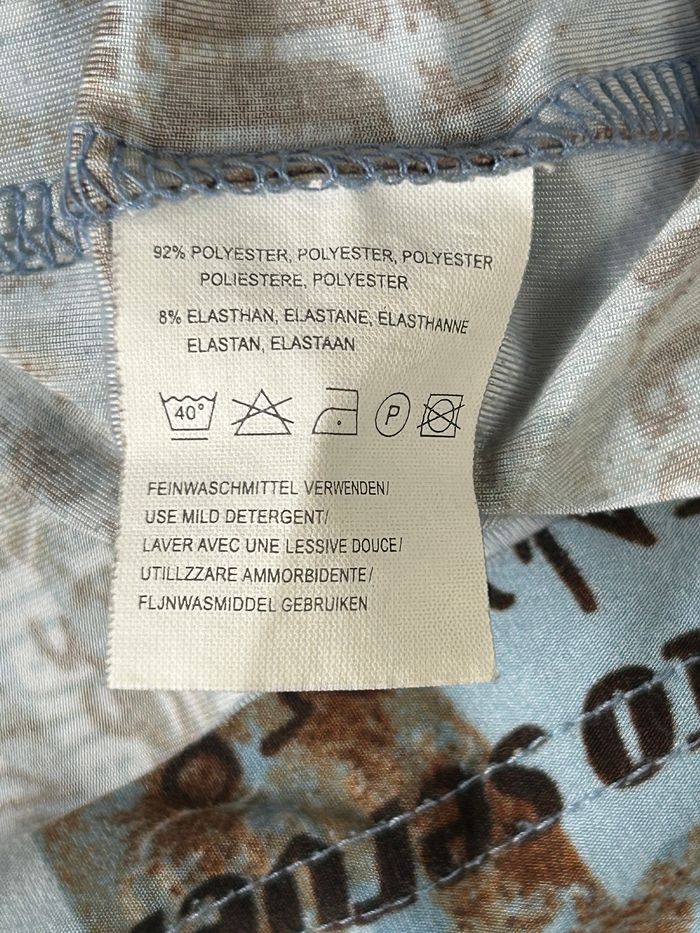 92% POLYESTER, POLYESTER, POLYESTER
POLIESTERE, POLYESTER
8% ELASTHAN, ELASTANE, ÉLASTHANNE
ELASTAN, ELASTAAN
40°
P
FEINWASCHMITTEL VERWENDEN/
USE MILD DETERGENT/
LAVER AVEC UNE LESSIVE DOUCE/
UTILLZZARE AMMORBIDENTE/
FLJNWASMIDDEL GEBRUIKEN